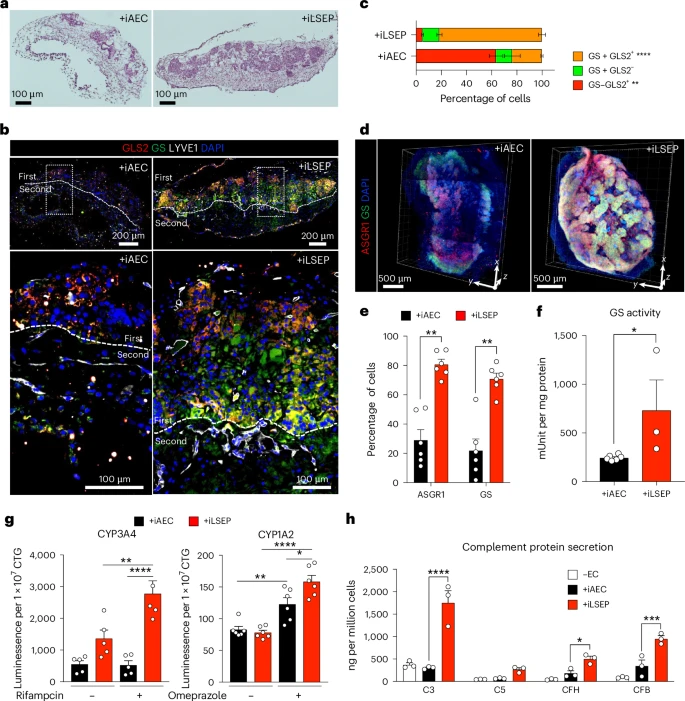 a
+iAEC
+iLSEP
100 μm
100 μm
b
GLS2 GS LYVE1 DAPI
+iAEC
+iLSEP
First
Second
First
Second
200 μm
200 μm
+iAEC
+iLSEP
First
Second
First
Second
100 μm
100 μm
c
+iLSEP
+iAEC
0 20 40 60 80 100
Percentage of cells
GS + GLS2+ ****
GS + GLS2−
GS–GLS2+ **
d
+iAEC
+iLSEP
ASGR1 GS DAPI
500 μm
500 μm
x
y
z
x
y
z
e
+iAEC
+iLSEP
Percentage of cells
100
80
60
40
20
0
**
**
ASGR1
GS
f
GS activity
mUnit per mg protein
1,500
1,000
500
0
*
+iAEC
+iLSEP
g
+iAEC
+iLSEP
CYP3A4
Luminessence per 1 × 10⁷ CTG
4,000
3,000
2,000
1,000
0
**
****
Rifampcin
−
+
CYP1A2
Luminessence per 1 × 10⁷ CTG
200
150
100
50
0
****
*
**
Omeprazole
−
+
h
Complement protein secretion
–EC
+iAEC
+iLSEP
ng per million cells
2,500
2,000
1,500
1,000
500
0
****
*
***
C3
C5
CFH
CFB